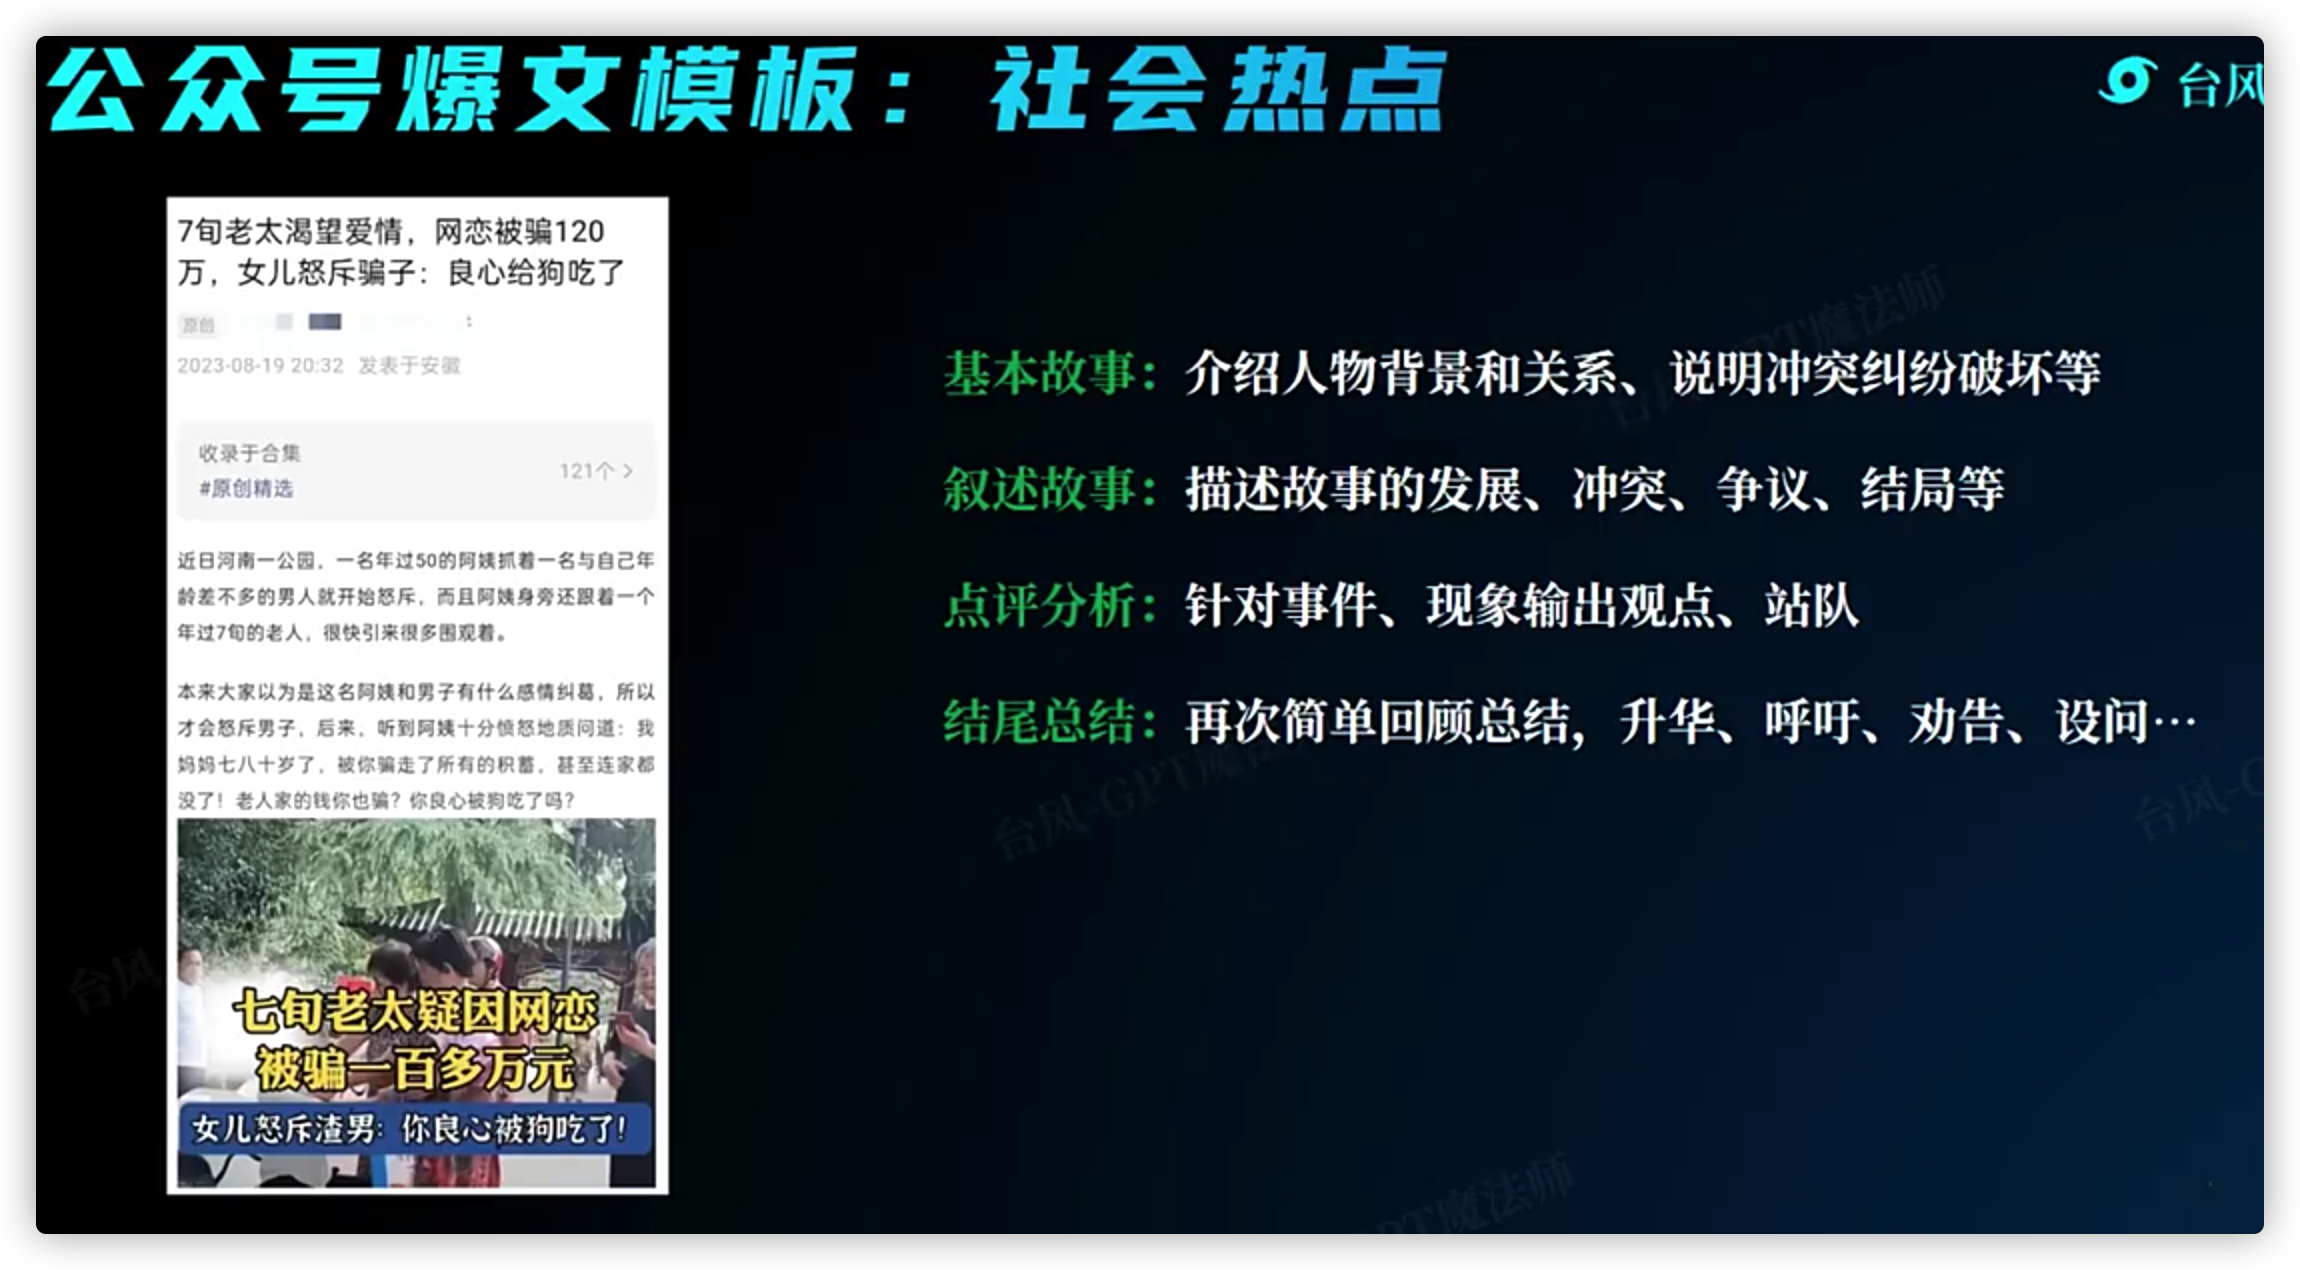 公众号爆文模板：社会热点
台风
7旬老太渴望爱情，网恋被骗120
万，女儿怒斥骗子：良心给狗吃了
原创
2023-08-19 20:32 发表于安徽
收录于合集
#原创精选
121个 >
近日河南一公园，一名年过50的阿姨抓着一名与自己年
龄差不多的男人就开始怒斥，而且阿姨身旁还跟着一个
年过7旬的老人，很快引来很多围观着。
本来大家以为是这名阿姨和男子有什么感情纠葛，所以
才会怒斥男子，后来，听到阿姨十分愤怒地质问道：我
妈妈七八十岁了，被你骗走了所有的积蓄，甚至连家都
没了！老人家的钱你也骗？你良心被狗吃了吗？
七旬老太疑因网恋
被骗一百多万元
女儿怒斥渣男：你良心被狗吃了！
基本故事：介绍人物背景和关系、说明冲突纠纷破坏等
叙述故事：描述故事的发展、冲突、争议、结局等
点评分析：针对事件、现象输出观点、站队
结尾总结：再次简单回顾总结，升华、呼吁、劝告、设问…
台风-GPT魔法师
台风-GPT魔
台风-G
台风
GPT魔法师